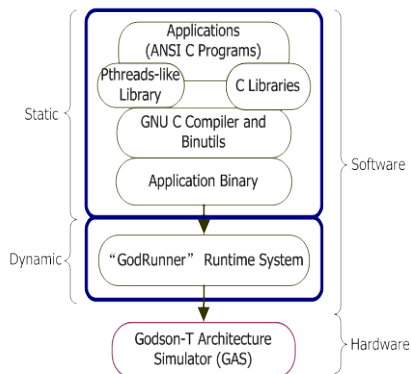 Applications
(ANSI C Programs)
Pthreads-like
Library
C Libraries
Static
GNU C Compiler and
Binutils
Software
Application Binary
Dynamic
“GodRunner” Runtime System
Godson-T Architecture
Simulator (GAS)
Hardware